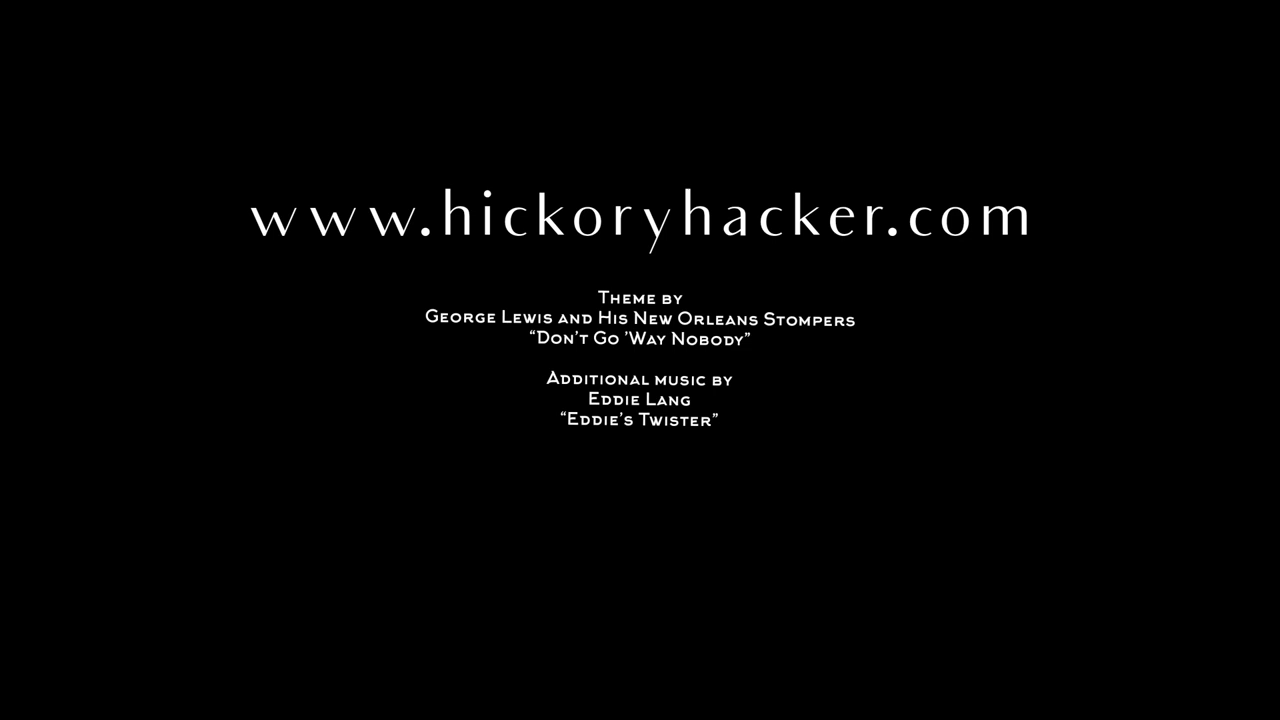 www.hickoryhacker.com
Theme by
George Lewis and His New Orleans Stompers
“Don’t Go ’Way Nobody”
Additional music by
Eddie Lang
“Eddie’s Twister”